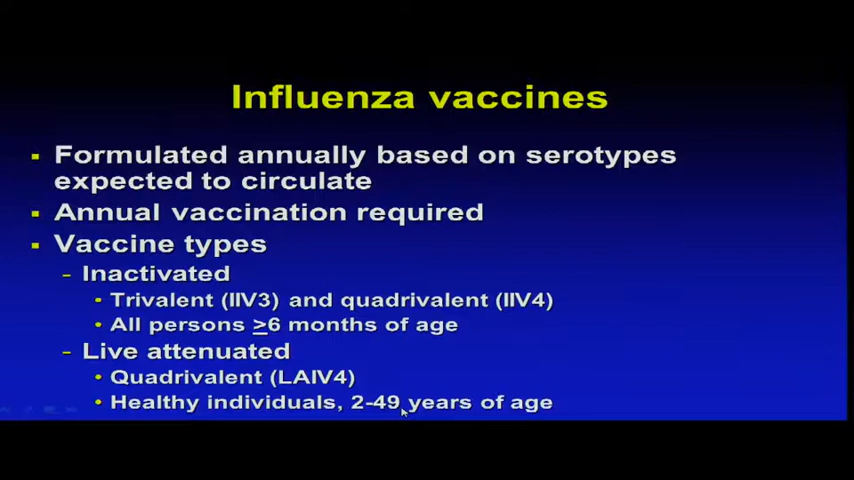 Influenza vaccines
▪ Formulated annually based on serotypes
expected to circulate
▪ Annual vaccination required
▪ Vaccine types
– Inactivated
• Trivalent (IIV3) and quadrivalent (IIV4)
• All persons ≥6 months of age
– Live attenuated
• Quadrivalent (LAIV4)
• Healthy individuals, 2-49 years of age